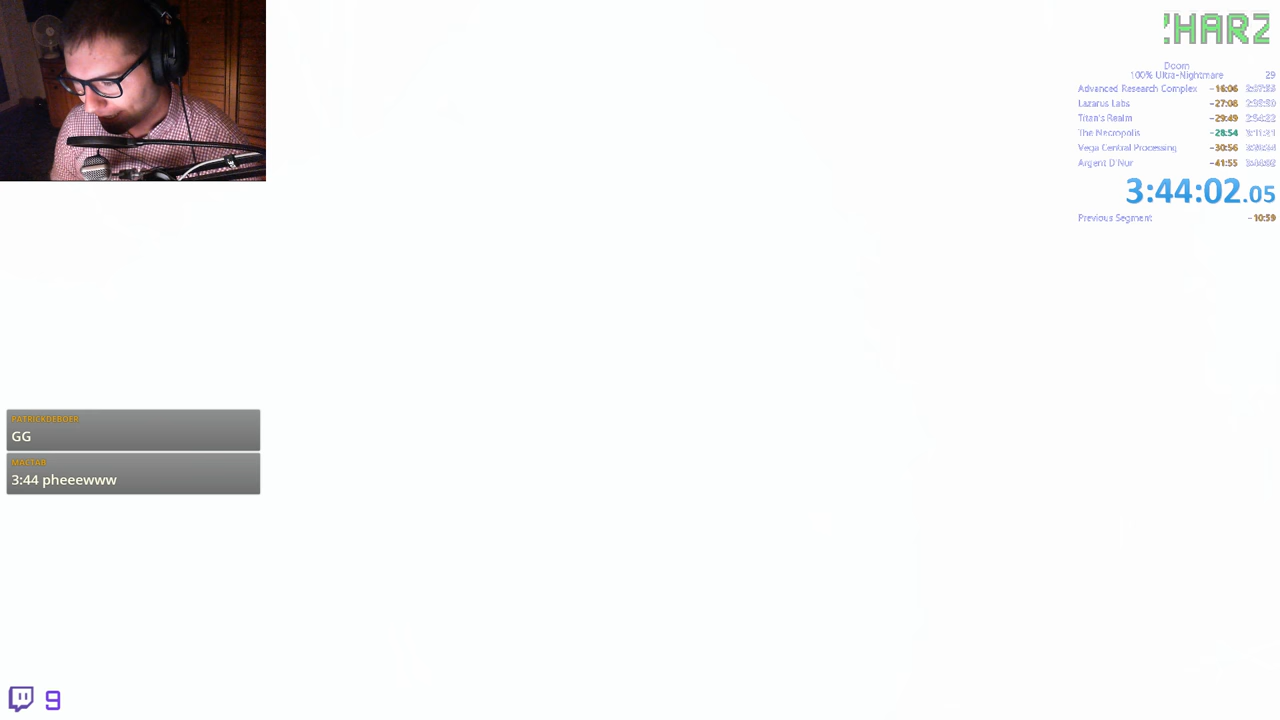 !HARZ
Doom
100% Ultra-Nightmare 29
Advanced Research Complex -16:06
Lazarus Labs -27:08
Titan's Realm -29:49
The Necropolis -28:54
Vega Central Processing -30:56
Argent D'Nur -41:55
3:44:02.05
Previous Segment -10:59
PATRICKDEBOER
GG
MACTAB
3:44 pheeewww
9